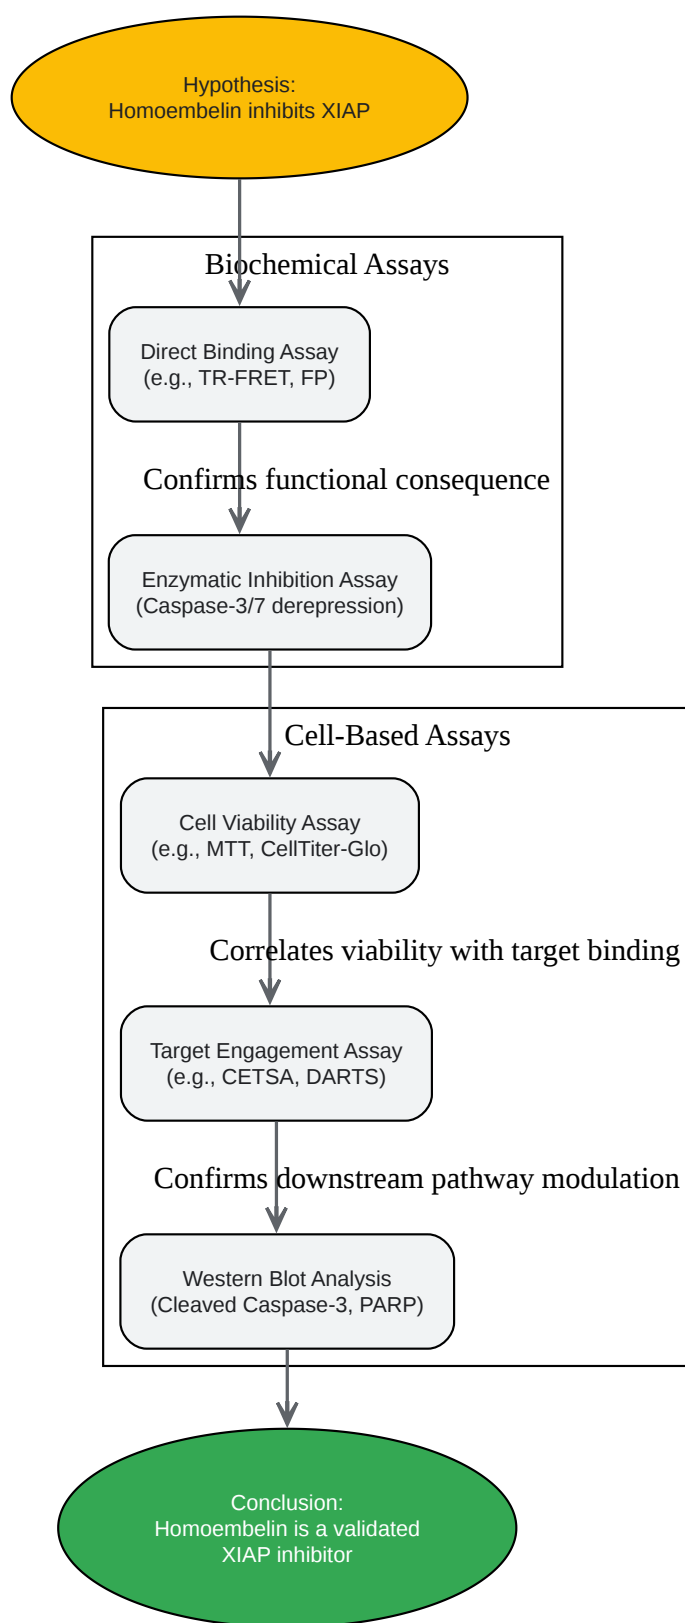 Hypothesis:
Homoembelin inhibits XIAP
Biochemical Assays
Direct Binding Assay
(e.g., TR-FRET, FP)
Confirms functional consequence
Enzymatic Inhibition Assay
(Caspase-3/7 derepression)
Cell-Based Assays
Cell Viability Assay
(e.g., MTT, CellTiter-Glo)
Correlates viability with target binding
Target Engagement Assay
(e.g., CETSA, DARTS)
Confirms downstream pathway modulation
Western Blot Analysis
(Cleaved Caspase-3, PARP)
Conclusion:
Homoembelin is a validated
XIAP inhibitor